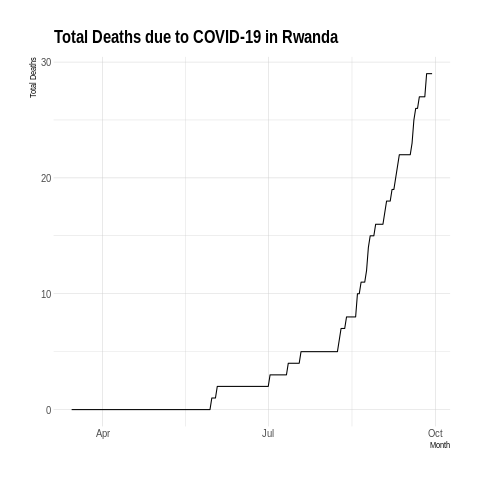 Total Deaths due to COVID-19 in Rwanda
Total Deaths
30
20
10
0
Apr
Jul
Oct
Month